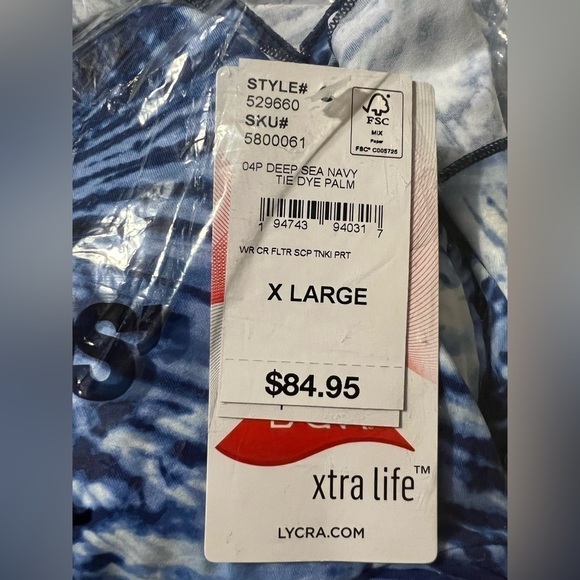 STYLE#
529660
SKU#
5800061
FSC
MIX
Paper
FSC® C005725
04P DEEP SEA NAVY
TIE DYE PALM
1 94743 94031 7
WR CR FLTR SCP TNKI PRT
X LARGE
$84.95
xtra life™
LYCRA.COM
S